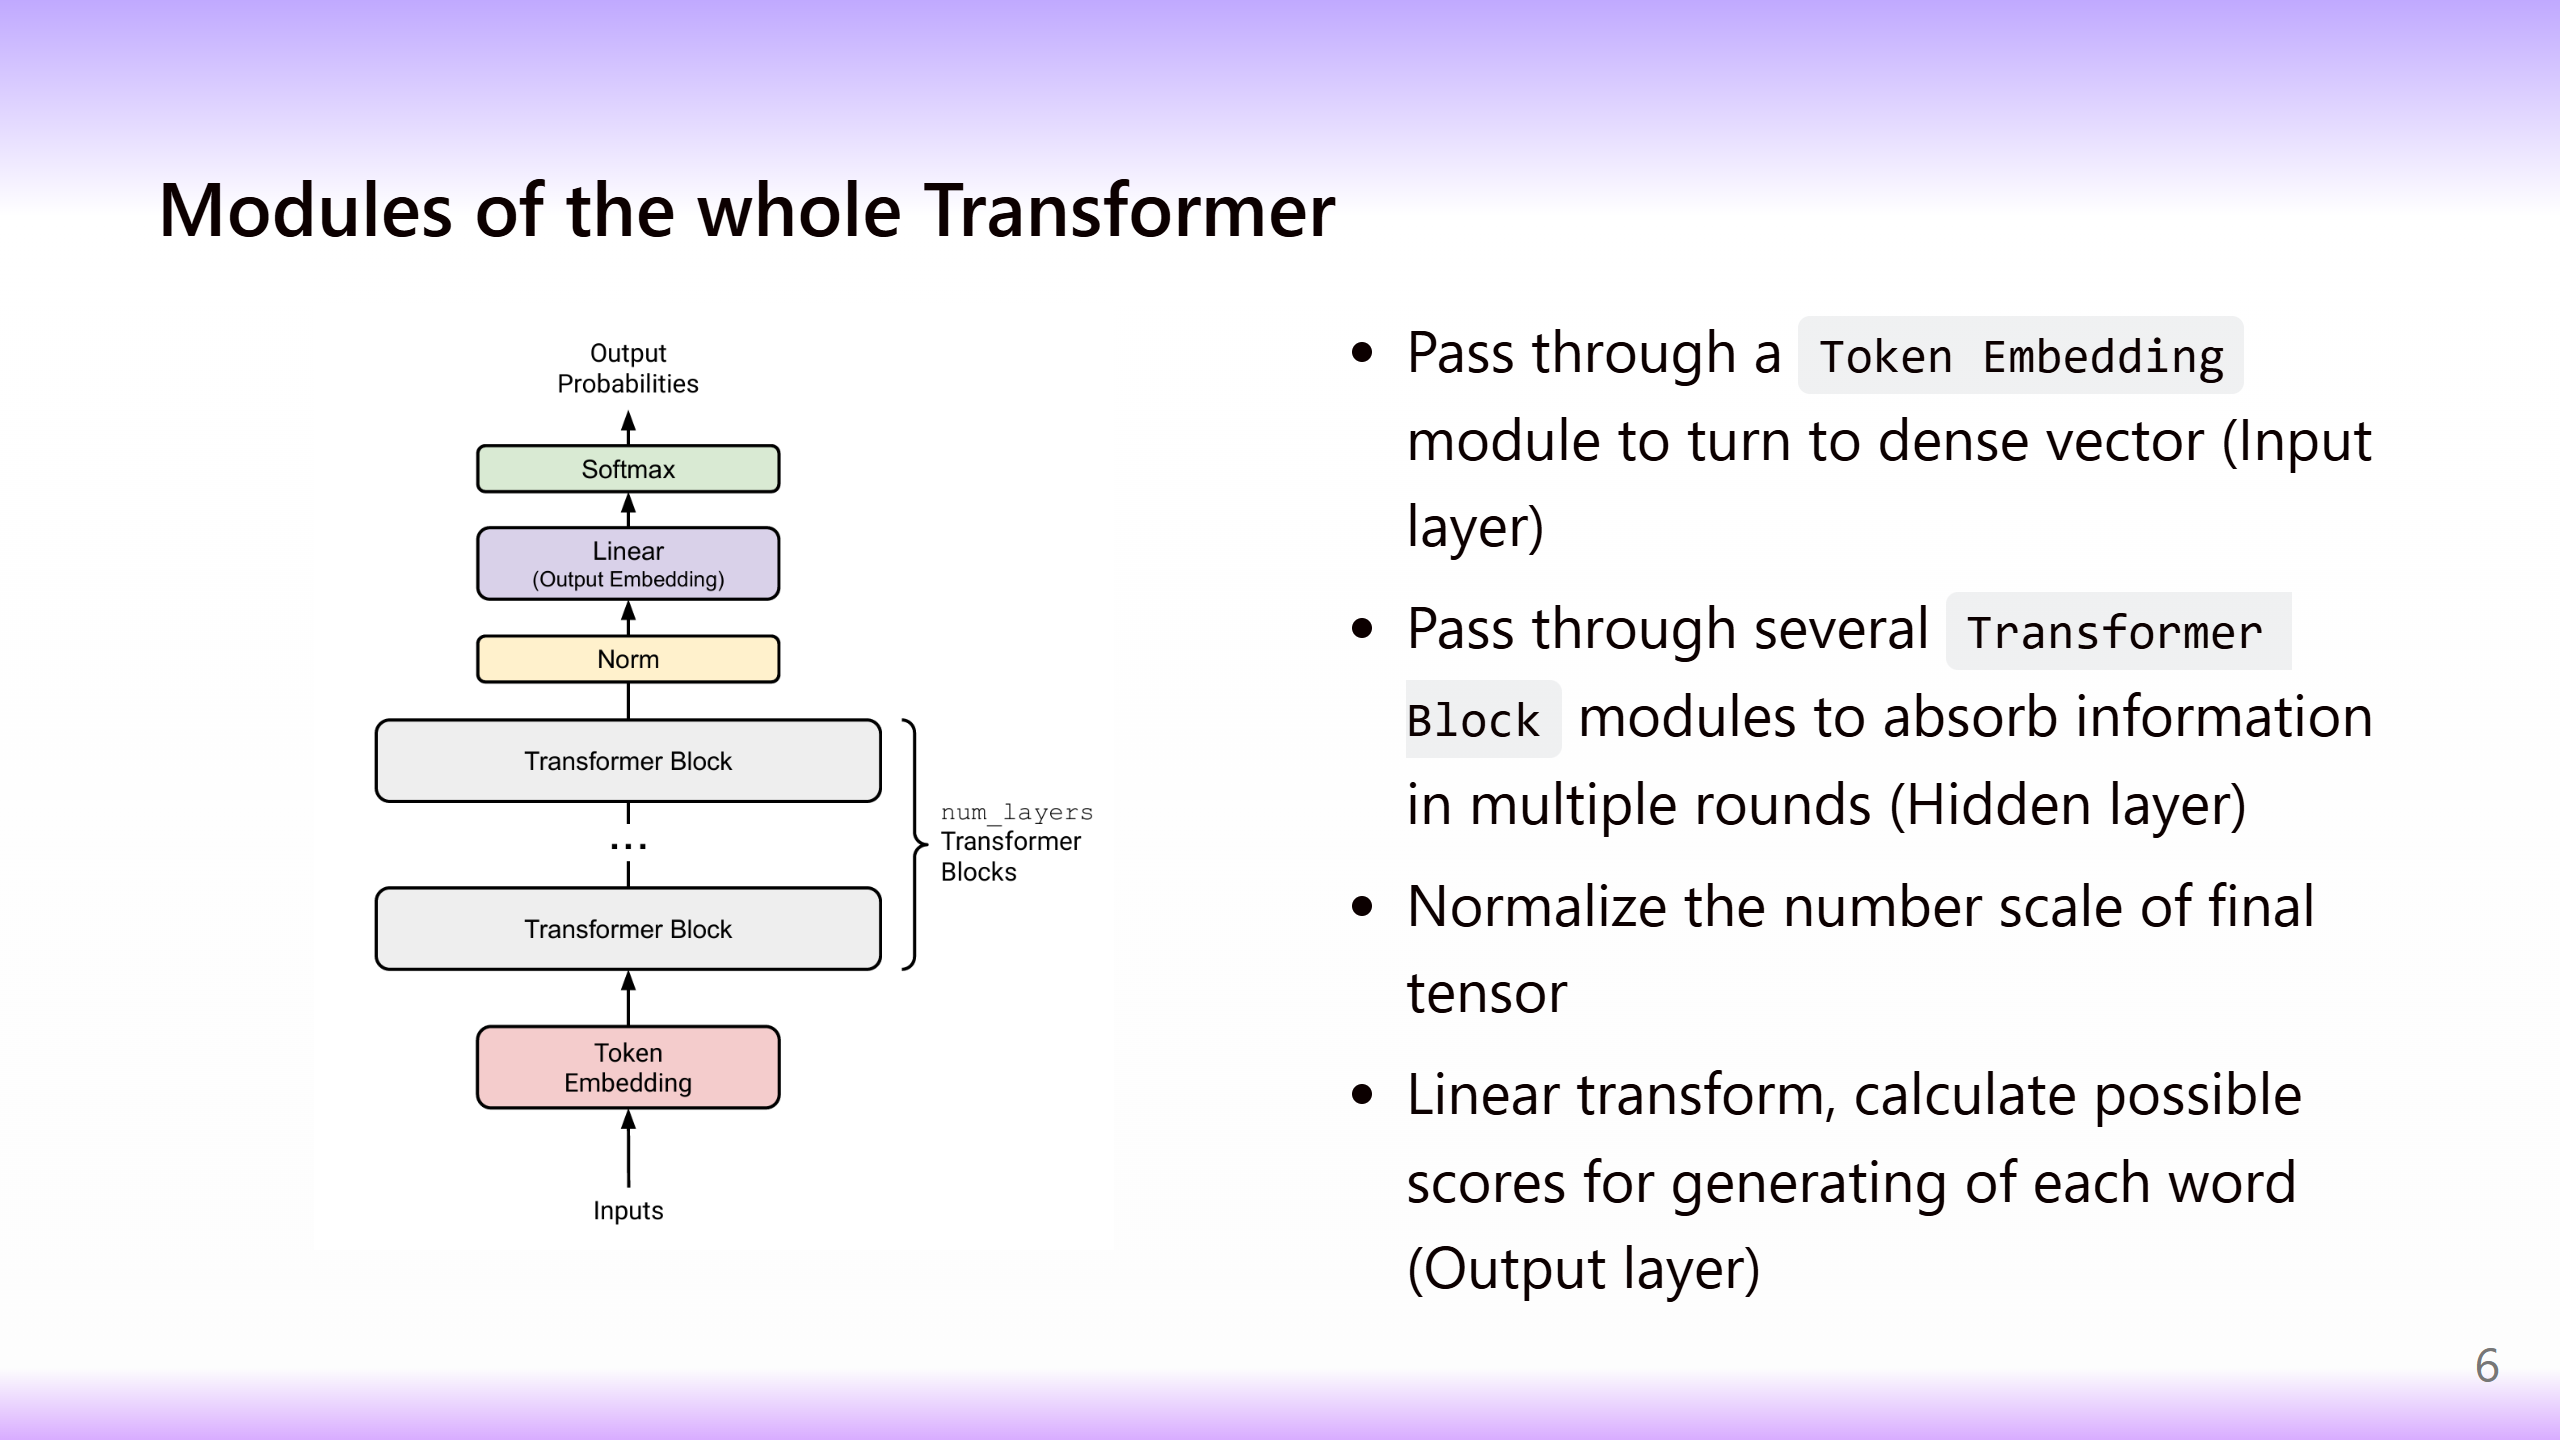 Modules of the whole Transformer
Output
Probabilities
Softmax
Linear
(Output Embedding)
Norm
Transformer Block
...
Transformer Block
num_layers
Transformer
Blocks
Token
Embedding
Inputs
• Pass through a Token Embedding
module to turn to dense vector (Input
layer)
• Pass through several Transformer
Block modules to absorb information
in multiple rounds (Hidden layer)
• Normalize the number scale of final
tensor
• Linear transform, calculate possible
scores for generating of each word
(Output layer)
6